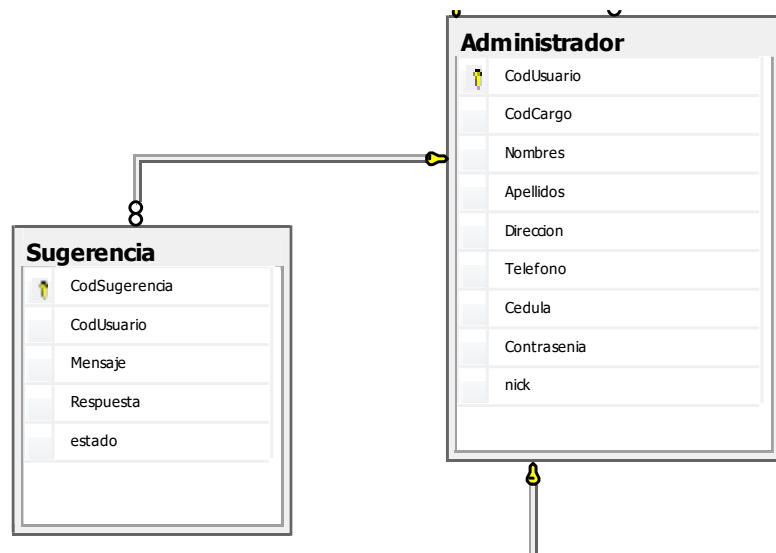 Administrador
CodUsuario
CodCargo
Nombres
Apellidos
Direccion
Telefono
Cedula
Contrasenia
nick
Sugerencia
CodSugerencia
CodUsuario
Mensaje
Respuesta
estado